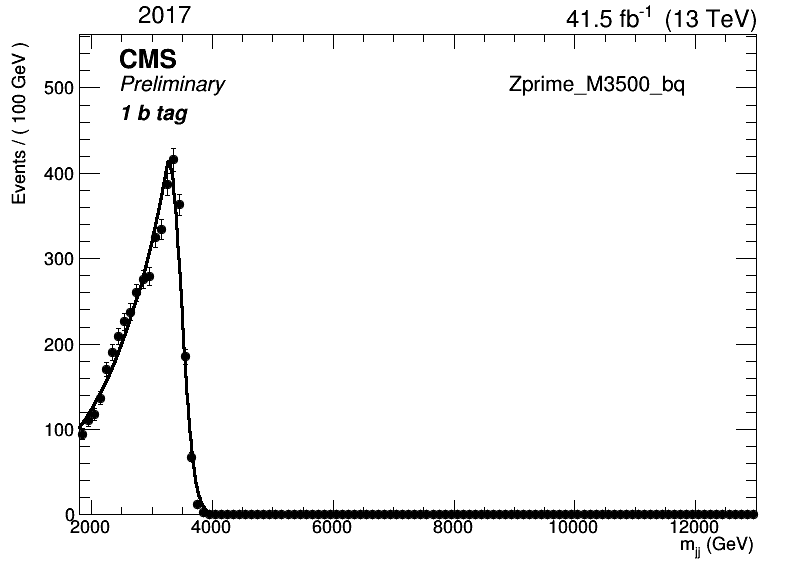 2017
41.5 fb⁻¹ (13 TeV)
CMS
Preliminary
1 b tag
Zprime_M3500_bq
Events / ( 100 GeV )
500
400
300
200
100
0
2000 4000 6000 8000 10000 12000
m_jj (GeV)